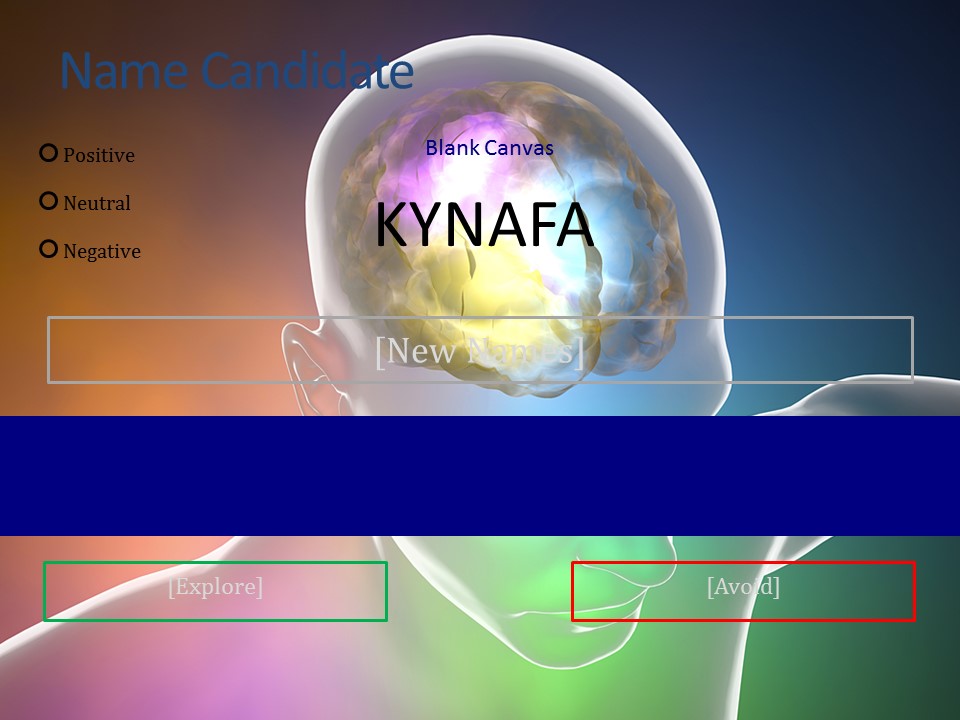 Name Candidate
Positive
Neutral
Negative
Blank Canvas
KYNAFA
[New Names]
[Explore]
[Avoid]